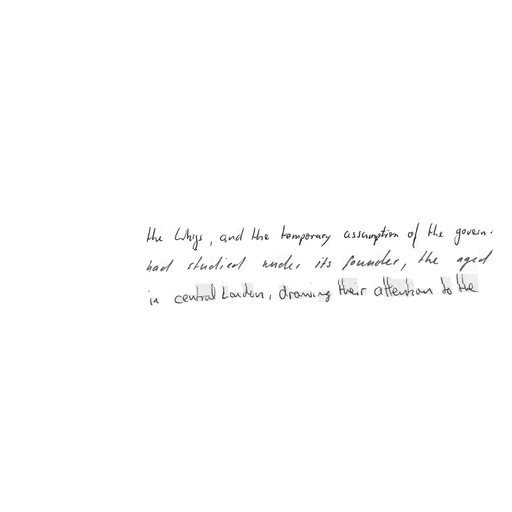 the Whigs, and the temporary assumption of the govern-
had studied under its founder, the aged
in central London, drawing their attention to the